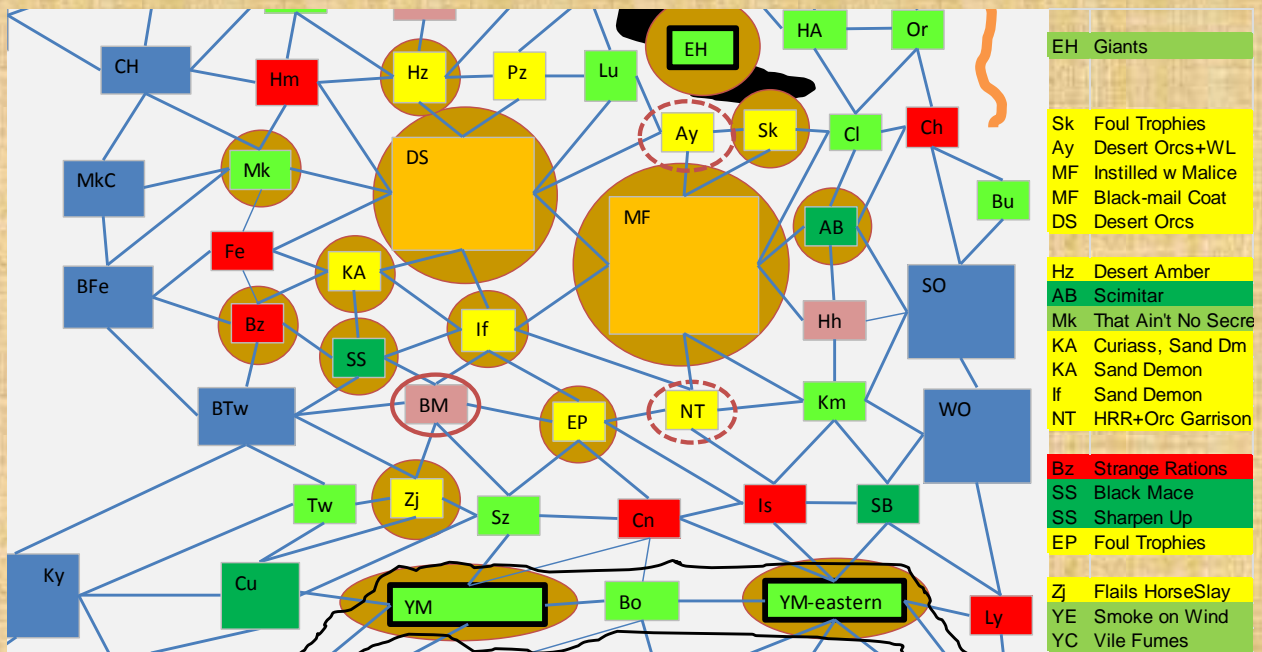 HA
Or
EH
CH
Hm
Hz
Pz
Lu
Ay
Sk
Cl
Ch
DS
MkC
Mk
Bu
MF
AB
Fe
KA
BFe
SO
Bz
If
Hh
SS
BTw
BM
EP
NT
Km
WO
Tw
Zj
Sz
Cn
Is
SB
Ky
Cu
YM
Bo
YM-eastern
Ly
EH Giants
Sk Foul Trophies
Ay Desert Orcs+WL
MF Instilled w Malice
MF Black-mail Coat
DS Desert Orcs
Hz Desert Amber
AB Scimitar
Mk That Ain't No Secre
KA Curiass, Sand Dm
KA Sand Demon
If Sand Demon
NT HRR+Orc Garrison
Bz Strange Rations
SS Black Mace
SS Sharpen Up
EP Foul Trophies
Zj Flails HorseSlay
YE Smoke on Wind
YC Vile Fumes